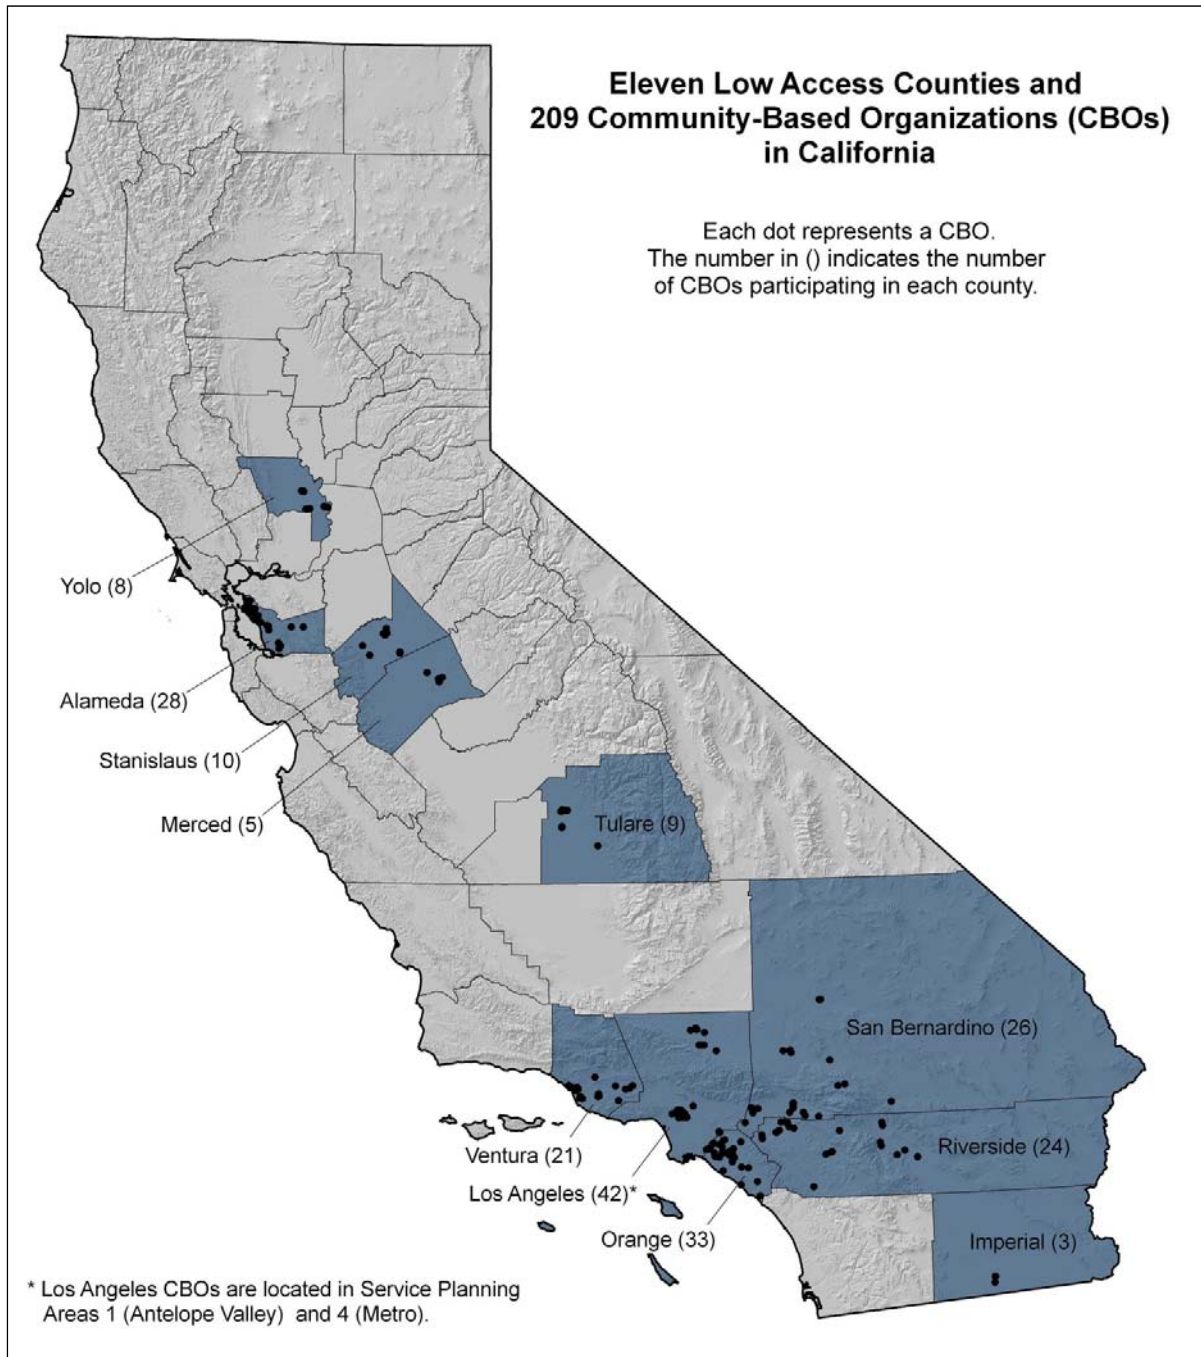 Eleven Low Access Counties and
209 Community-Based Organizations (CBOs)
in California
Each dot represents a CBO.
The number in () indicates the number
of CBOs participating in each county.
Yolo (8)
Alameda (28)
Stanislaus (10)
Merced (5)
Tulare (9)
San Bernardino (26)
Riverside (24)
Ventura (21)
Los Angeles (42)*
Orange (33)
Imperial (3)
* Los Angeles CBOs are located in Service Planning
Areas 1 (Antelope Valley) and 4 (Metro).